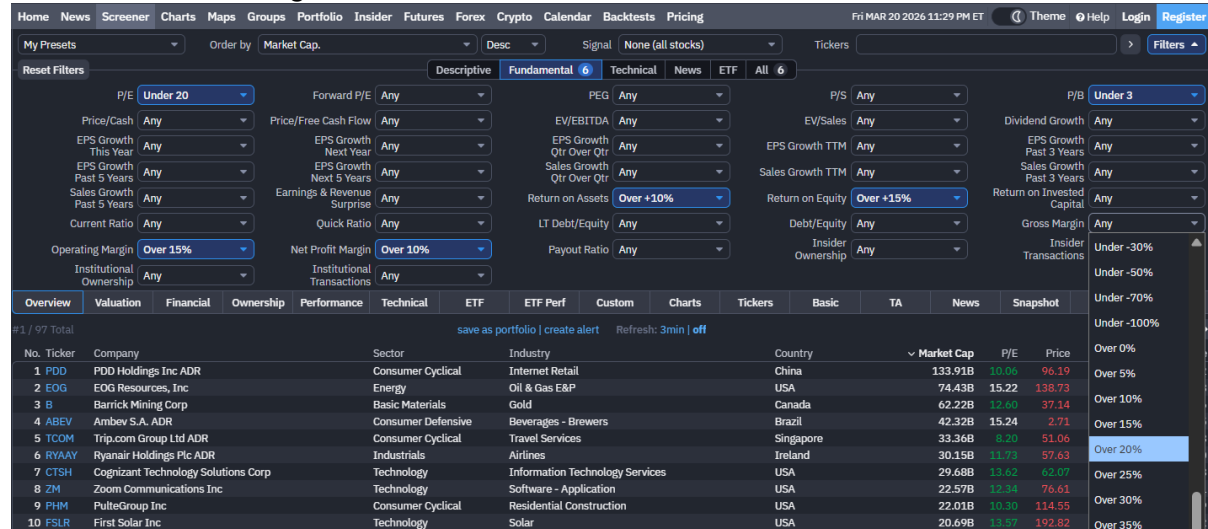 Home News Screener Charts Maps Groups Portfolio Insider Futures Forex Crypto Calendar Backtests Pricing Fri MAR 20 2026 11:29 PM ET Theme Help Login Register
My Presets Order by Market Cap. Desc Signal None (all stocks) Tickers > Filters
Reset Filters Descriptive Fundamental 6 Technical News ETF All 6
P/E Under 20 Forward P/E Any PEG Any P/S Any P/B Under 3
Price/Cash Any Price/Free Cash Flow Any EV/EBITDA Any EV/Sales Any Dividend Growth Any
EPS Growth This Year Any EPS Growth Next Year Any EPS Growth Qtr Over Qtr Any EPS Growth TTM Any EPS Growth Past 3 Years Any
EPS Growth Past 5 Years Any EPS Growth Next 5 Years Any Sales Growth Qtr Over Qtr Any Sales Growth TTM Any Sales Growth Past 3 Years Any
Sales Growth Past 5 Years Any Earnings & Revenue Surprise Any Return on Assets Over +10% Return on Equity Over +15% Return on Invested Capital Any
Current Ratio Any Quick Ratio Any LT Debt/Equity Any Debt/Equity Any Gross Margin Any
Operating Margin Over 15% Net Profit Margin Over 10% Payout Ratio Any Insider Ownership Any Insider Transactions
Institutional Ownership Any Institutional Transactions Any
Under -30%
Under -50%
Under -70%
Under -100%
Over 0%
Over 5%
Over 10%
Over 15%
Over 20%
Over 25%
Over 30%
Over 35%
Overview Valuation Financial Ownership Performance Technical ETF ETF Perf Custom Charts Tickers Basic TA News Snapshot
#1 / 97 Total save as portfolio | create alert Refresh: 3min | off
No. Ticker Company Sector Industry Country Market Cap P/E Price
1 PDD PDD Holdings Inc ADR Consumer Cyclical Internet Retail China 133.91B 10.06 96.19
2 EOG EOG Resources, Inc Energy Oil & Gas E&P USA 74.43B 15.22 138.73
3 B Barrick Mining Corp Basic Materials Gold Canada 62.22B 12.60 37.14
4 ABEV Ambev S.A. ADR Consumer Defensive Beverages - Brewers Brazil 42.32B 15.24 2.71
5 TCOM Trip.com Group Ltd ADR Consumer Cyclical Travel Services Singapore 33.36B 8.20 51.06
6 RYAAY Ryanair Holdings Plc ADR Industrials Airlines Ireland 30.15B 11.73 57.63
7 CTSH Cognizant Technology Solutions Corp Technology Information Technology Services USA 29.68B 13.62 62.07
8 ZM Zoom Communications Inc Technology Software - Application USA 22.57B 12.34 76.61
9 PHM PulteGroup Inc Consumer Cyclical Residential Construction USA 22.01B 10.30 114.55
10 FSLR First Solar Inc Technology Solar USA 20.69B 13.57 192.82